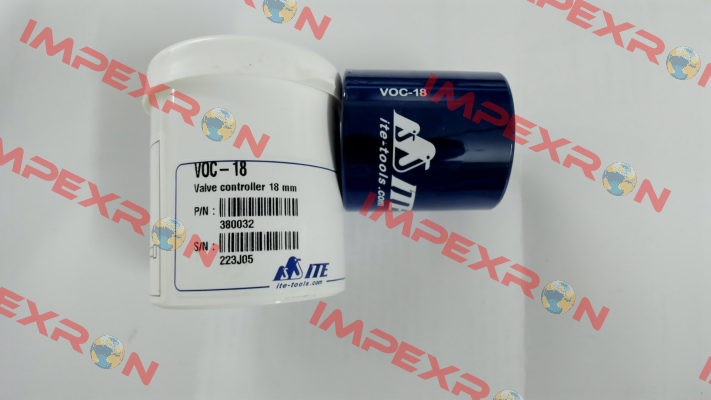 VOC-18
Valve controller 18 mm
P/N :
380032
S/N :
223J05
ITE
ite-tools.com
VOC-18
ITE
ite-tools.com
IMPEXRON
IMPEXRON
IMPEXRON
IMPEXRON
IMPEXRON
IMPEXRON
IMPEXRON
IMPEXRON